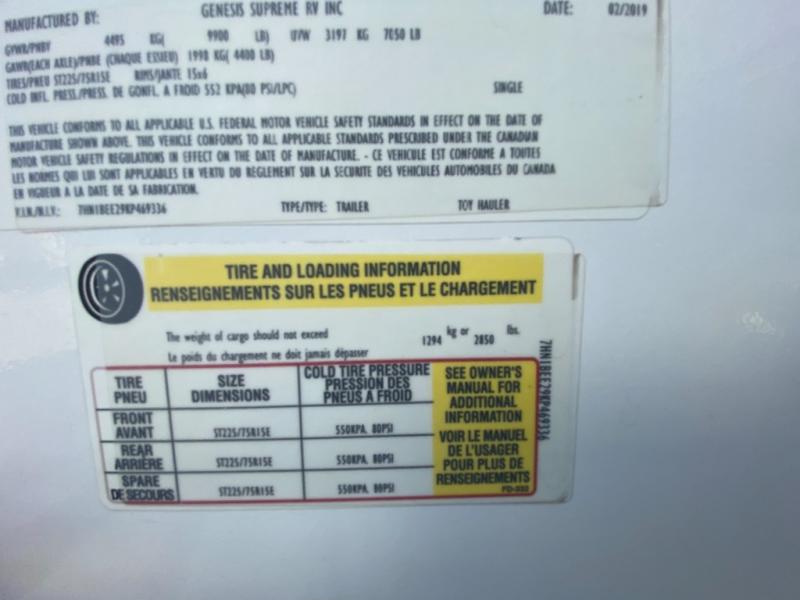 MANUFACTURED BY: GENESIS SUPREME RV INC DATE: 02/2019
GVWR/PNBV 4495 KG( 9900 LB) UVW 3197 KG 7050 LB
GAWR(EACH AXLE)/PNBE (CHAQUE ESSIEU) 1998 KG( 4400 LB)
TIRES/PNEU ST225/75R15E RIMS/JANTE 15x6
COLD INFL. PRESS./PRESS. DE GONFL. A FROID 552 KPA(80 PSI/LPC) SINGLE
THIS VEHICLE CONFORMS TO ALL APPLICABLE U.S. FEDERAL MOTOR VEHICLE SAFETY STANDARDS IN EFFECT ON THE DATE OF
MANUFACTURE SHOWN ABOVE. THIS VEHICLE CONFORMS TO ALL APPLICABLE STANDARDS PRESCRIBED UNDER THE CANADIAN
MOTOR VEHICLE SAFETY REGULATIONS IN EFFECT ON THE DATE OF MANUFACTURE. - CE VEHICULE EST CONFORME A TOUTES
LES NORMES QUI LUI SONT APPLICABLES EN VERTU DU REGLEMENT SUR LA SECURITE DES VEHICULES AUTOMOBILES DU CANADA
EN VIGUEUR A LA DATE DE SA FABRICATION.
V.I.N./N.I.V.: 7HN1BEE29KP469336 TYPE/TYPE: TRAILER TOY HAULER
TIRE AND LOADING INFORMATION
RENSEIGNEMENTS SUR LES PNEUS ET LE CHARGEMENT
The weight of cargo should not exceed 1294 kg or 2850 lbs.
Le poids du chargement ne doit jamais dépasser
TIRE
PNEU
SIZE
DIMENSIONS
COLD TIRE PRESSURE
PRESSION DES
PNEUS A FROID
FRONT
AVANT
ST225/75R15E 550KPA, 80PSI
REAR
ARRIÈRE
ST225/75R15E 550KPA, 80PSI
SPARE
DE SECOURS
ST225/75R15E 550KPA, 80PSI
SEE OWNER'S
MANUAL FOR
ADDITIONAL
INFORMATION
VOIR LE MANUEL
DE L'USAGER
POUR PLUS DE
RENSEIGNEMENTS
FD-332
7HN1BEE29KP469336